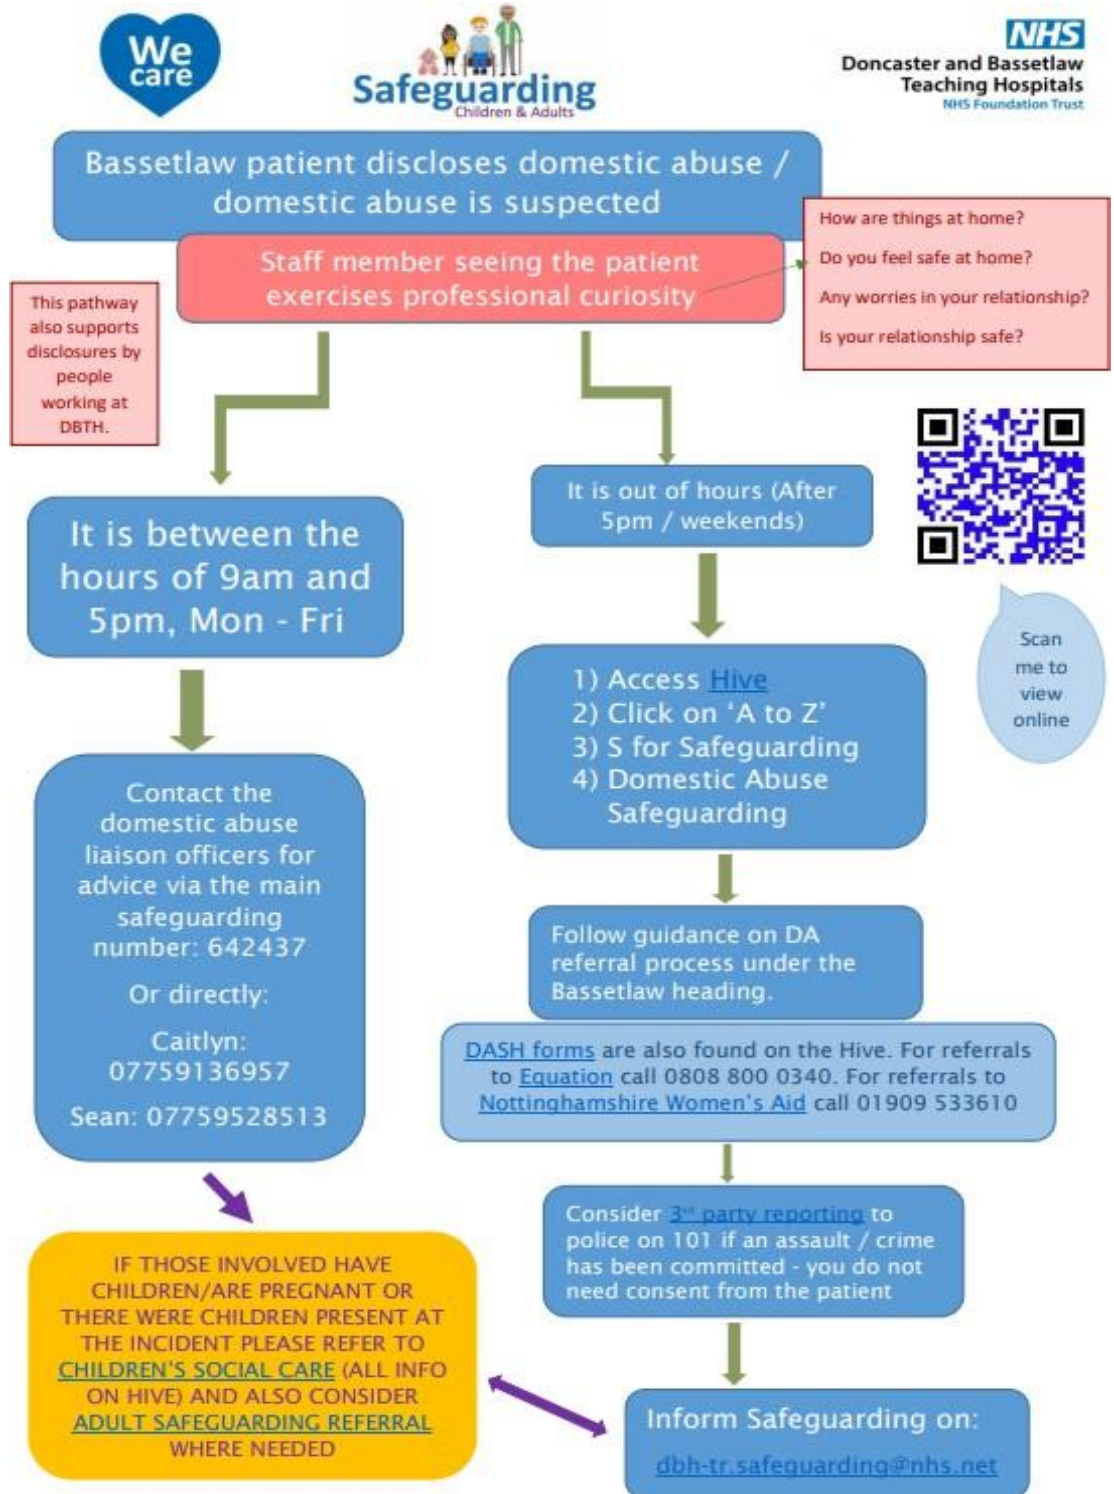 We
care
Safeguarding
Children & Adults
NHS
Doncaster and Bassetlaw
Teaching Hospitals
NHS Foundation Trust
Bassetlaw patient discloses domestic abuse /
domestic abuse is suspected
Staff member seeing the patient
exercises professional curiosity
How are things at home?
Do you feel safe at home?
Any worries in your relationship?
Is your relationship safe?
This pathway
also supports
disclosures by
people
working at
DBTH.
It is between the
hours of 9am and
5pm, Mon - Fri
Contact the
domestic abuse
liaison officers for
advice via the main
safeguarding
number: 642437
Or directly:
Caitlyn:
07759136957
Sean: 07759528513
It is out of hours (After
5pm / weekends)
Scan
me to
view
online
1) Access Hive
2) Click on ‘A to Z’
3) S for Safeguarding
4) Domestic Abuse
Safeguarding
Follow guidance on DA
referral process under the
Bassetlaw heading.
DASH forms are also found on the Hive. For referrals
to Equation call 0808 800 0340. For referrals to
Nottinghamshire Women’s Aid call 01909 533610
Consider 3rd party reporting to
police on 101 if an assault / crime
has been committed - you do not
need consent from the patient
IF THOSE INVOLVED HAVE
CHILDREN/ARE PREGNANT OR
THERE WERE CHILDREN PRESENT AT
THE INCIDENT PLEASE REFER TO
CHILDREN’S SOCIAL CARE (ALL INFO
ON HIVE) AND ALSO CONSIDER
ADULT SAFEGUARDING REFERRAL
WHERE NEEDED
Inform Safeguarding on:
dbh-tr.safeguarding@nhs.net